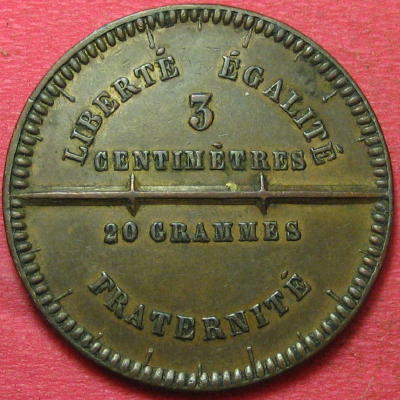 LIBERTÉ ÉGALITÉ
3
CENTIMÈTRES
20 GRAMMES
FRATERNITÉ